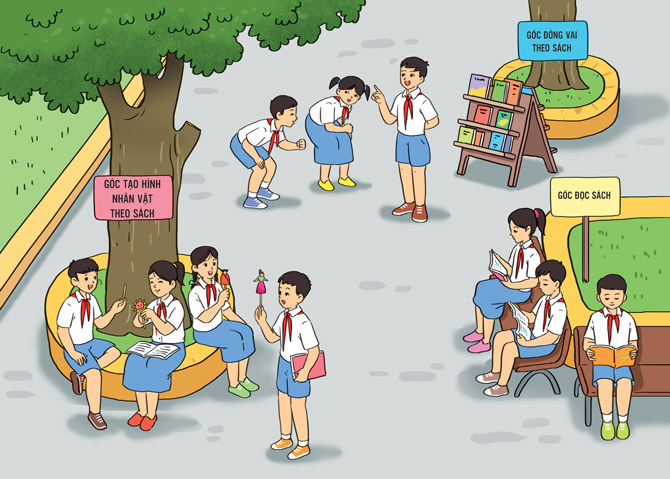 GÓC ĐÓNG VAI
THEO SÁCH
GÓC TẠO HÌNH
NHÂN VẬT
THEO SÁCH
GÓC ĐỌC SÁCH